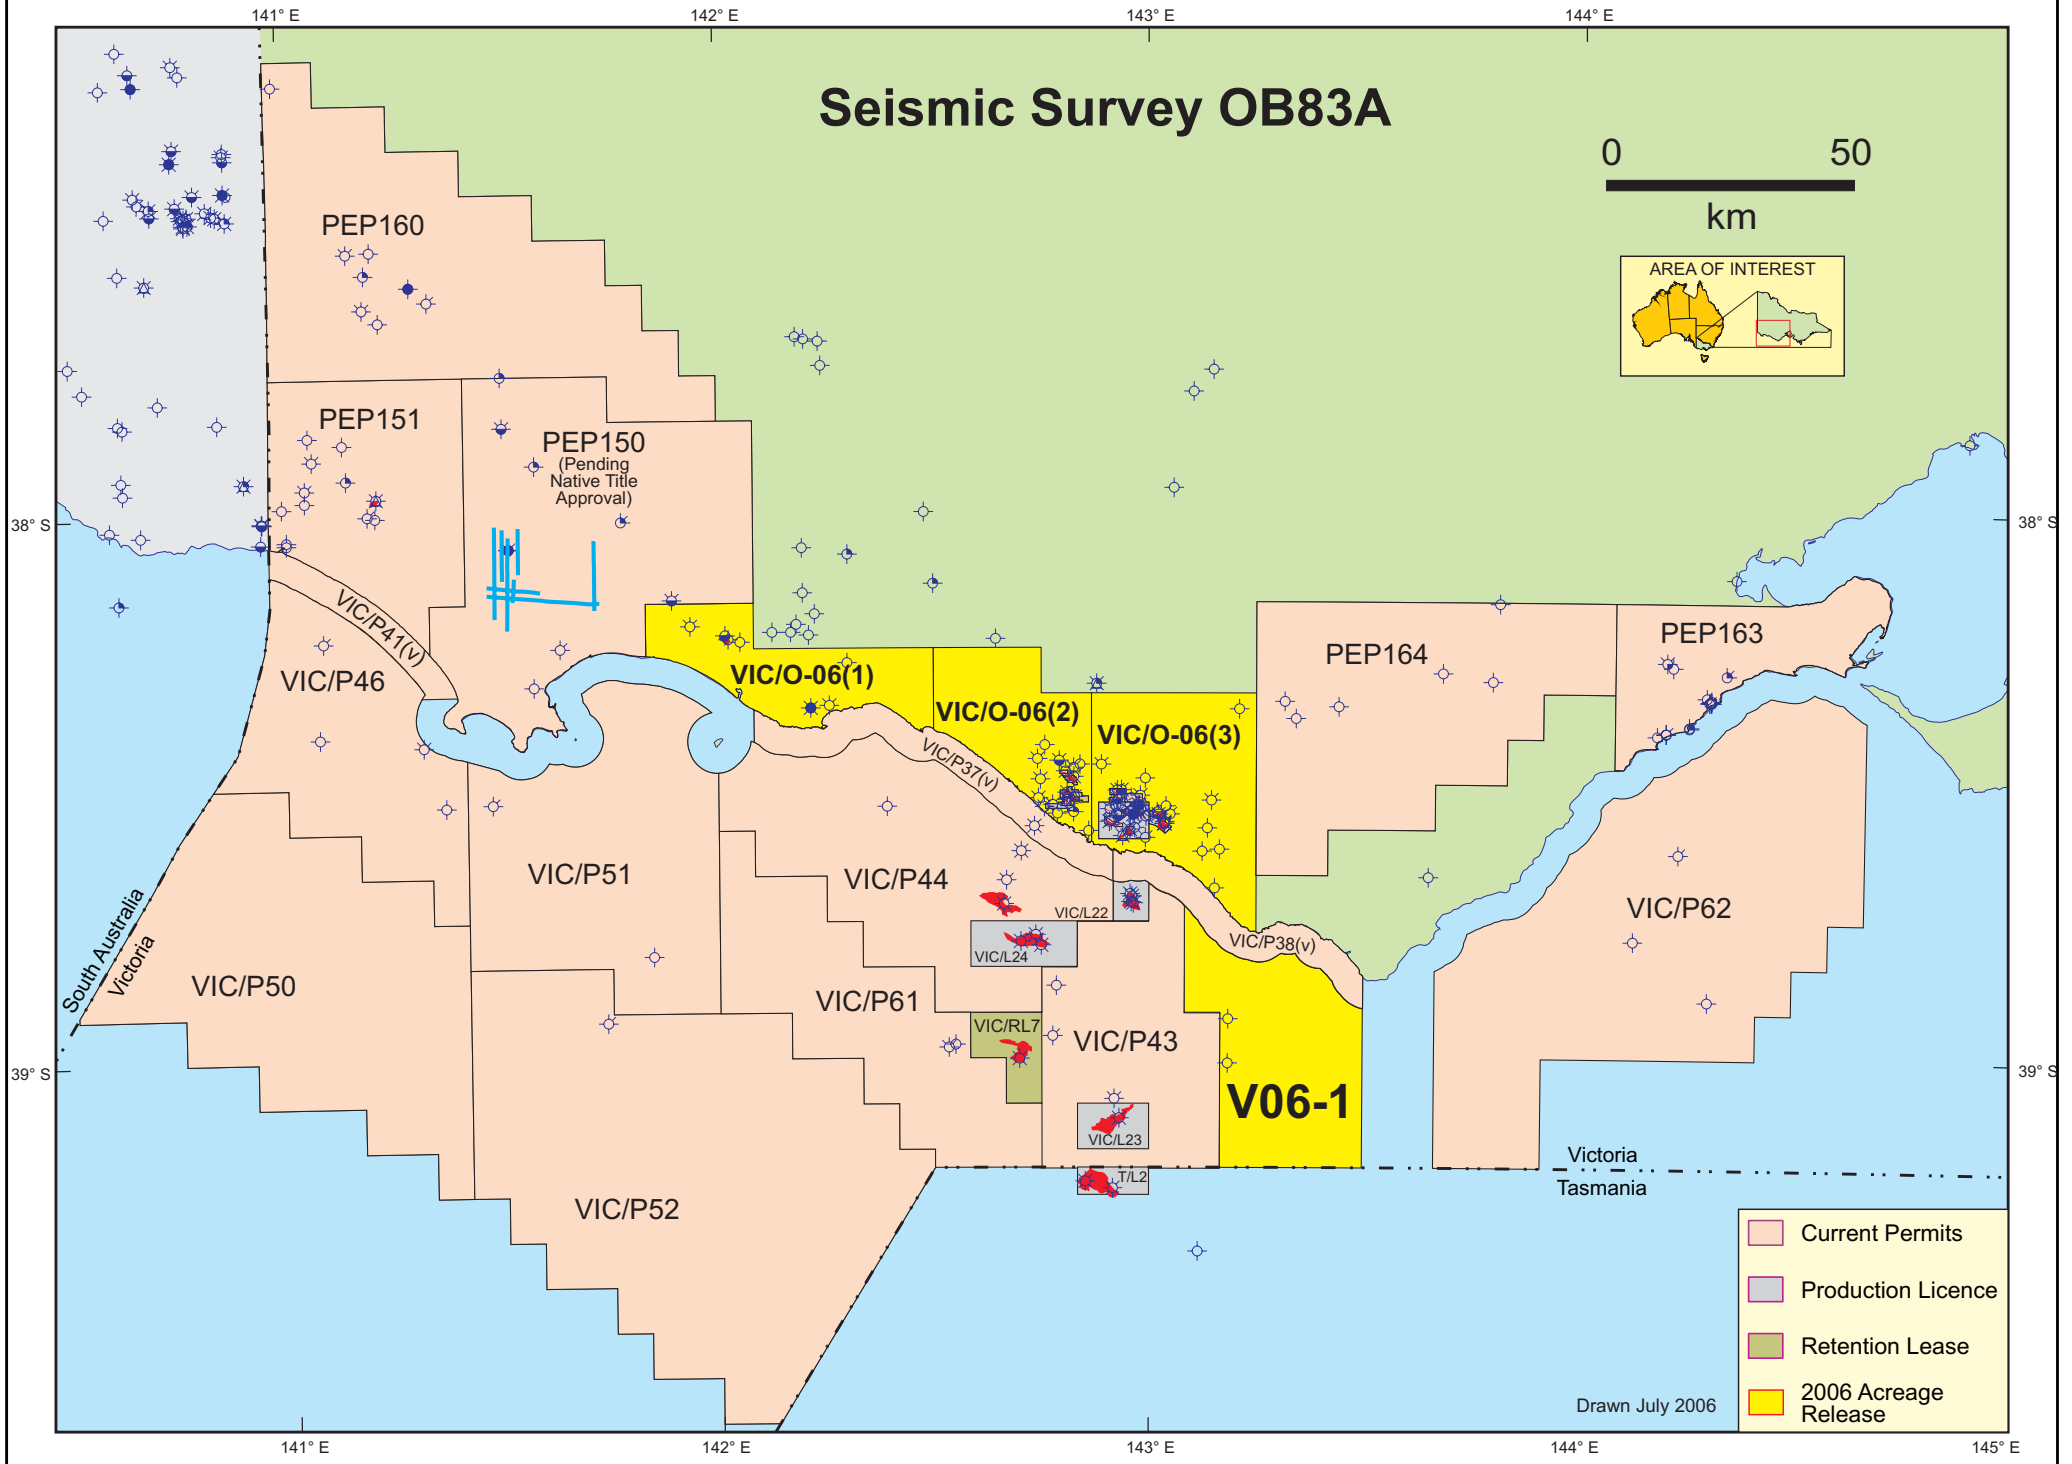 141° E
142° E
143° E
144° E
Seismic Survey OB83A
0
50
km
AREA OF INTEREST
PEP160
PEP151
PEP150
(Pending
Native Title
Approval)
38° S
38° S
VIC/P41(v)
VIC/P46
VIC/O-06(1)
VIC/O-06(2)
VIC/O-06(3)
PEP164
PEP163
VIC/P37(v)
VIC/P51
VIC/P44
VIC/L22
VIC/P38(v)
VIC/P62
VIC/L24
South Australia
Victoria
VIC/P50
VIC/P61
VIC/RL7
VIC/P43
39° S
39° S
V06-1
VIC/L23
T/L2
Victoria
Tasmania
VIC/P52
Current Permits
Production Licence
Retention Lease
2006 Acreage
Release
Drawn July 2006
141° E
142° E
143° E
144° E
145° E